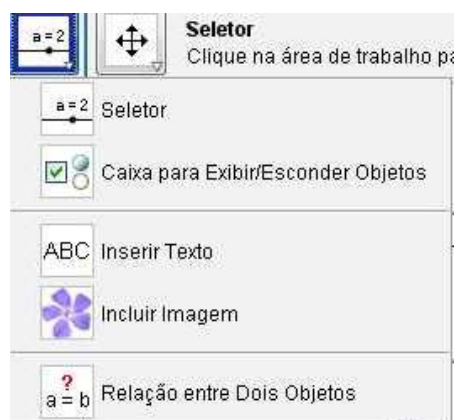 a = 2
Seletor
Clique na área de trabalho
a = 2 Seletor
Caixa para Exibir/Esconder Objetos
ABC Inserir Texto
Incluir Imagem
? a = b Relação entre Dois Objetos